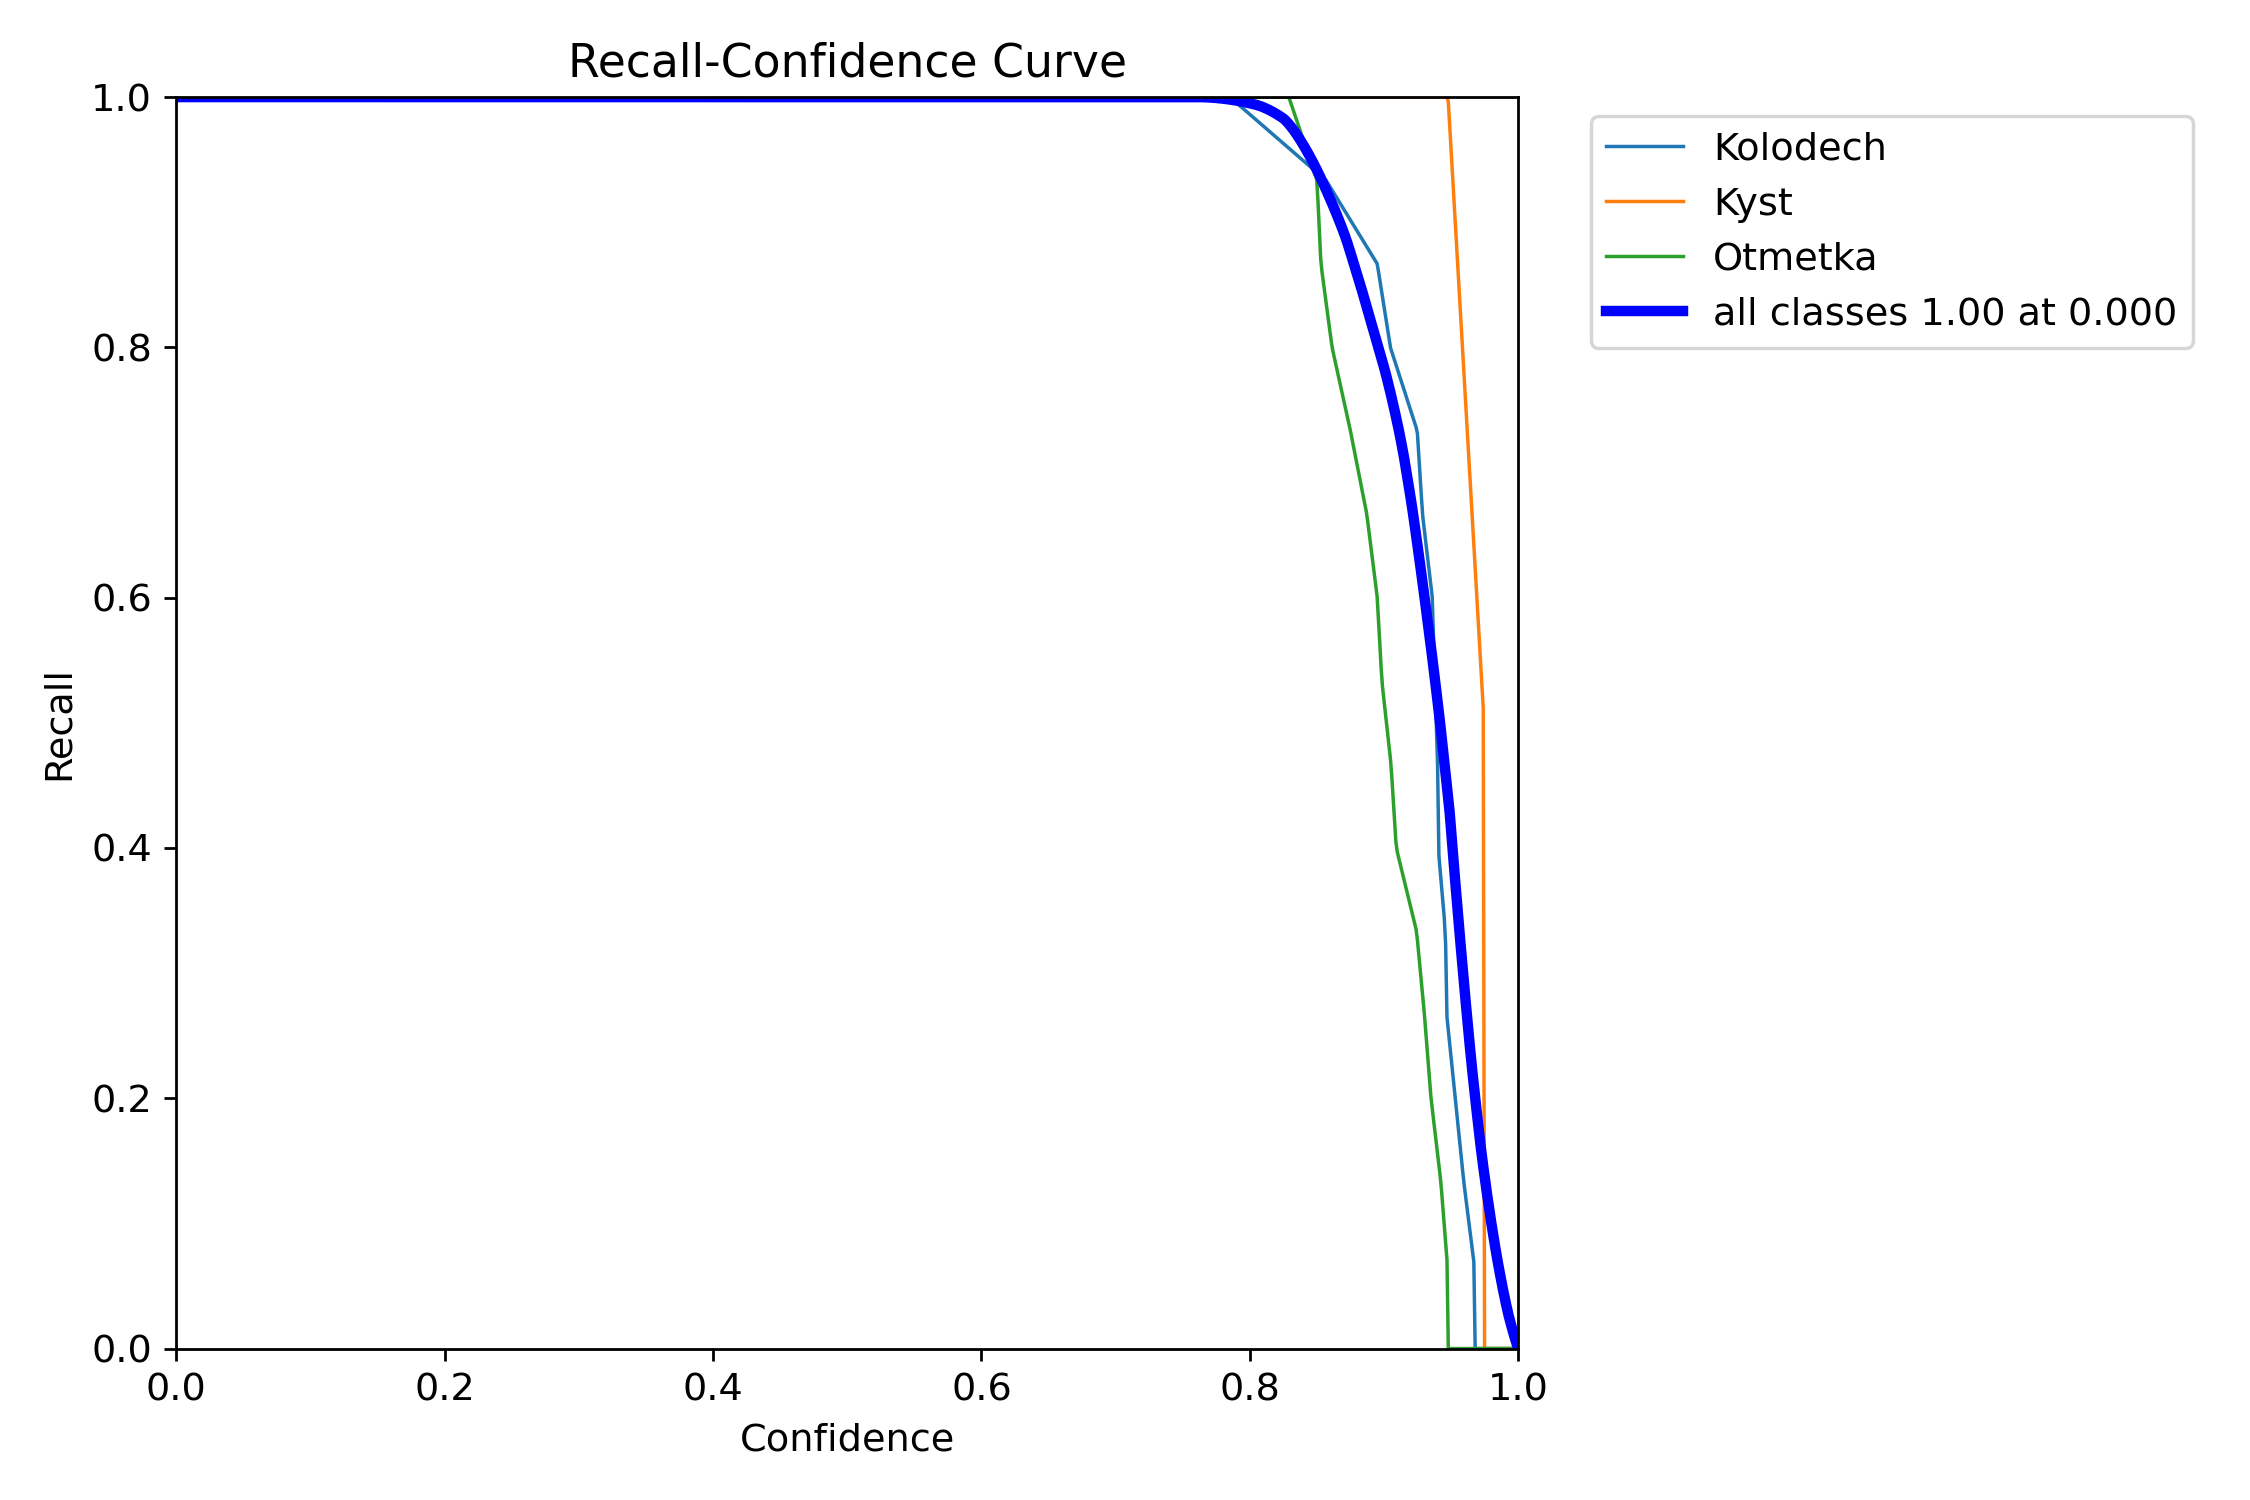 Recall-Confidence Curve
1.0
0.8
0.6
0.4
0.2
0.0
Recall
0.0 0.2 0.4 0.6 0.8 1.0
Confidence
Kolodech
Kyst
Otmetka
all classes 1.00 at 0.000